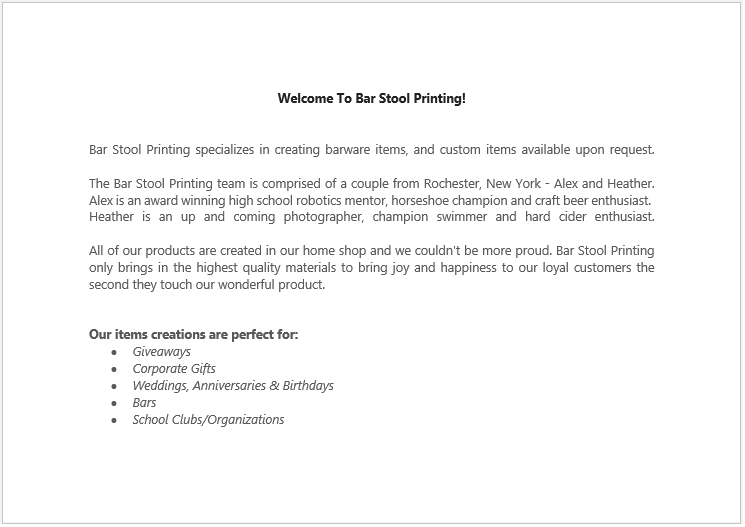 Welcome To Bar Stool Printing!
Bar Stool Printing specializes in creating barware items, and custom items available upon request.
The Bar Stool Printing team is comprised of a couple from Rochester, New York - Alex and Heather.
Alex is an award winning high school robotics mentor, horseshoe champion and craft beer enthusiast.
Heather is an up and coming photographer, champion swimmer and hard cider enthusiast.
All of our products are created in our home shop and we couldn't be more proud. Bar Stool Printing
only brings in the highest quality materials to bring joy and happiness to our loyal customers the
second they touch our wonderful product.
Our items creations are perfect for:
• Giveaways
• Corporate Gifts
• Weddings, Anniversaries & Birthdays
• Bars
• School Clubs/Organizations